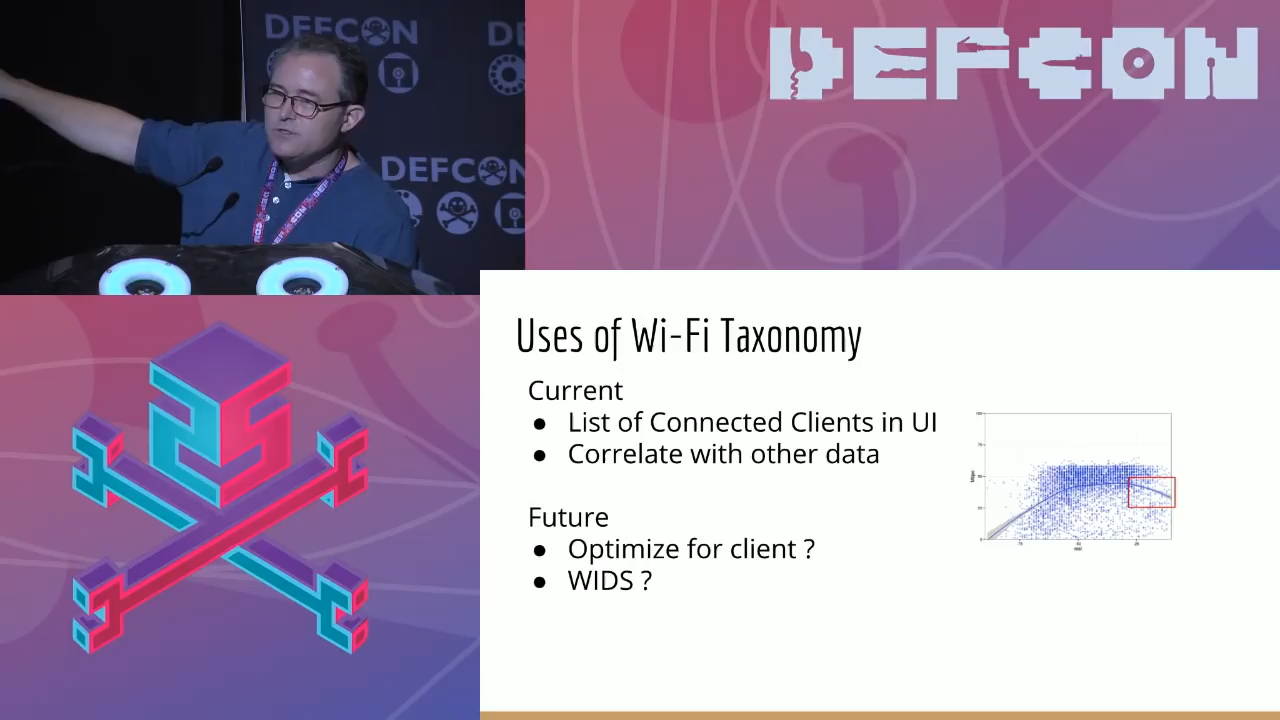 DEFCON
DE
DEFCON
DEFCON
DEFCON
Uses of Wi-Fi Taxonomy
Current
● List of Connected Clients in UI
● Correlate with other data
Future
● Optimize for client ?
● WIDS ?